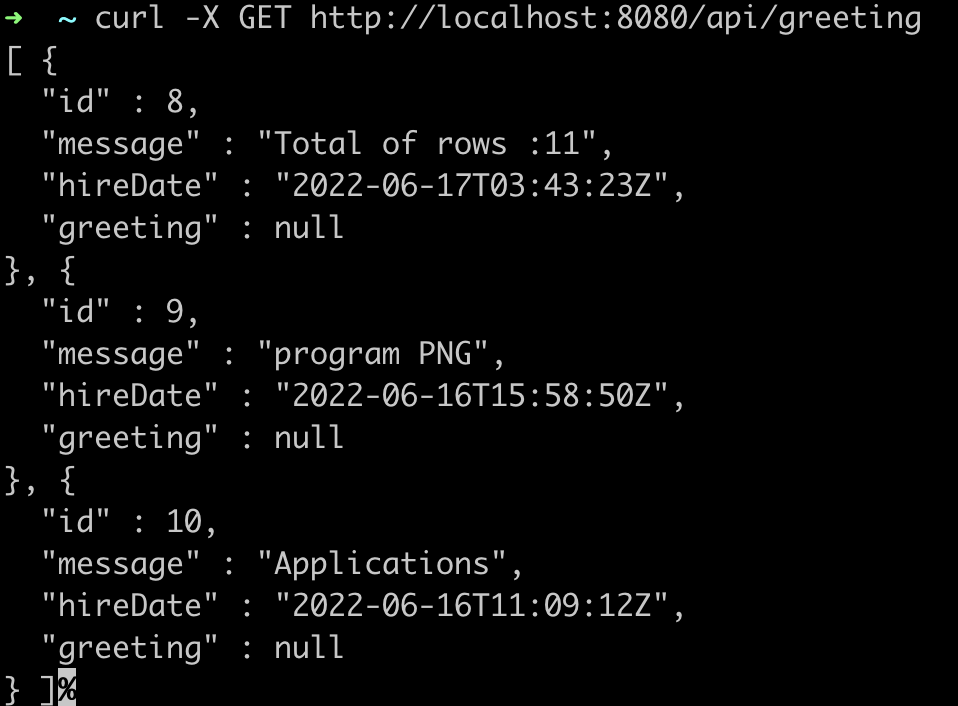 ➜  ~ curl -X GET http://localhost:8080/api/greeting
[ {
  "id" : 8,
  "message" : "Total of rows :11",
  "hireDate" : "2022-06-17T03:43:23Z",
  "greeting" : null
}, {
  "id" : 9,
  "message" : "program PNG",
  "hireDate" : "2022-06-16T15:58:50Z",
  "greeting" : null
}, {
  "id" : 10,
  "message" : "Applications",
  "hireDate" : "2022-06-16T11:09:12Z",
  "greeting" : null
} ]%